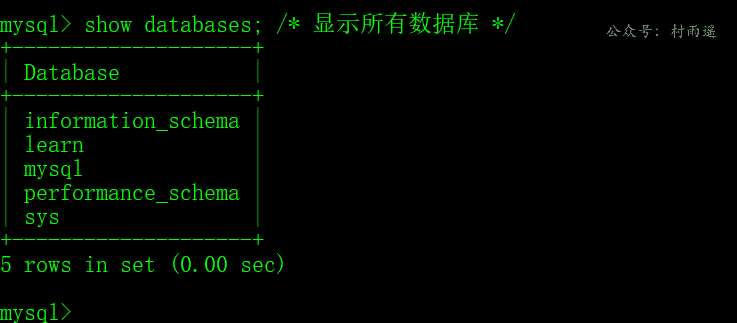 mysql> show databases; /* 显示所有数据库 */
公众号: 村雨遥
+--------------------+
| Database           |
+--------------------+
| information_schema |
| learn              |
| mysql              |
| performance_schema |
| sys                |
+--------------------+
5 rows in set (0.00 sec)
mysql>